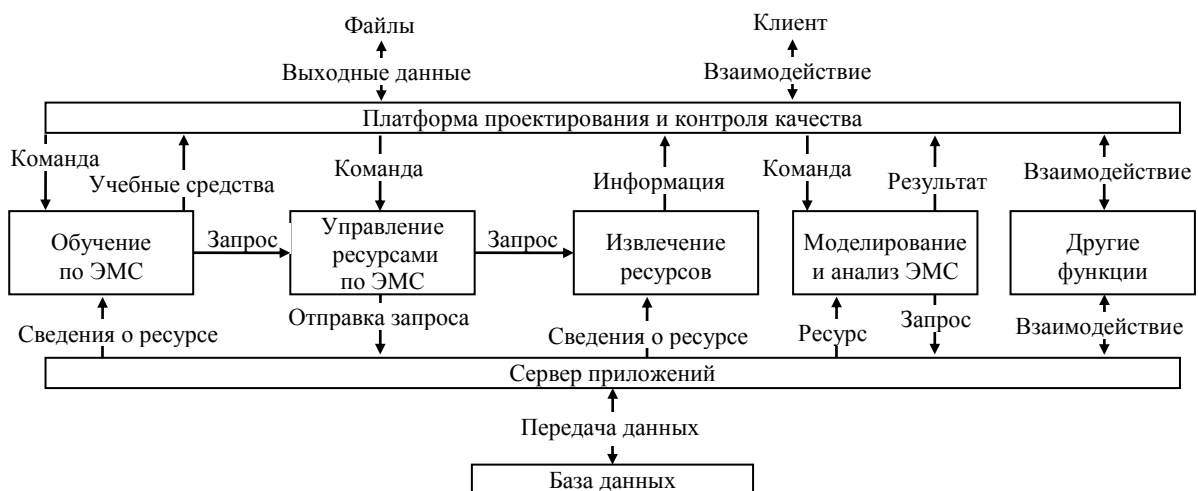 Файлы
Клиент
Выходные данные
Взаимодействие
Платформа проектирования и контроля качества
Команда
Учебные средства
Команда
Информация
Команда
Результат
Взаимодействие
Обучение
по ЭМС
Запрос
Управление
ресурсами
по ЭМС
Запрос
Извлечение
ресурсов
Моделирование
и анализ ЭМС
Другие
функции
Сведения о ресурсе
Отправка запроса
Сведения о ресурсе
Ресурс
Запрос
Взаимодействие
Сервер приложений
Передача данных
База данных